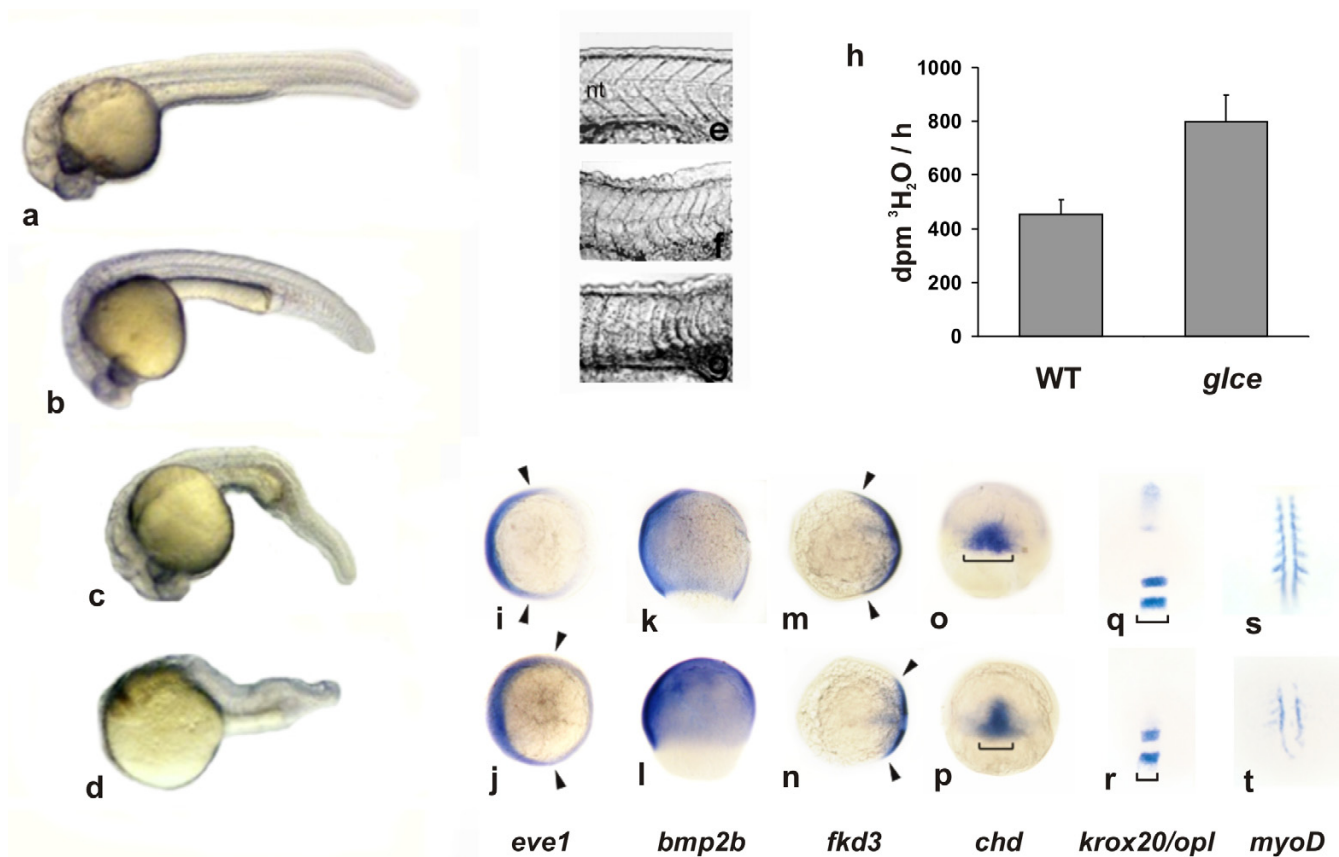 a
b
c
d
nt
e
f
g
h
1000
800
600
400
200
0
dpm ³H₂O / h
WT
glce
i
k
m
o
q
s
j
l
n
p
r
t
eve1
bmp2b
fkd3
chd
krox20/opl
myoD